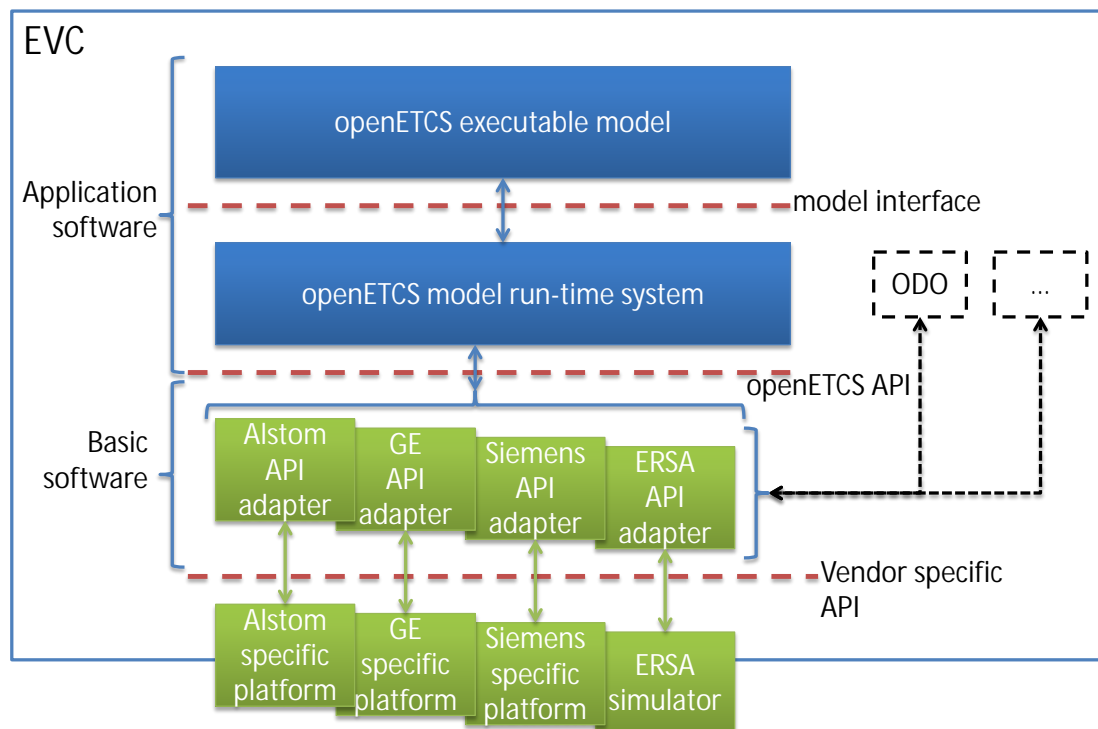 EVC
openETCS executable model
Application
software
model interface
openETCS model run-time system
ODO
...
openETCS API
Basic
software
Alstom
API
adapter
GE
API
adapter
Siemens
API
adapter
ERSA
API
adapter
Vendor specific
API
Alstom
specific
platform
GE
specific
platform
Siemens
specific
platform
ERSA
simulator